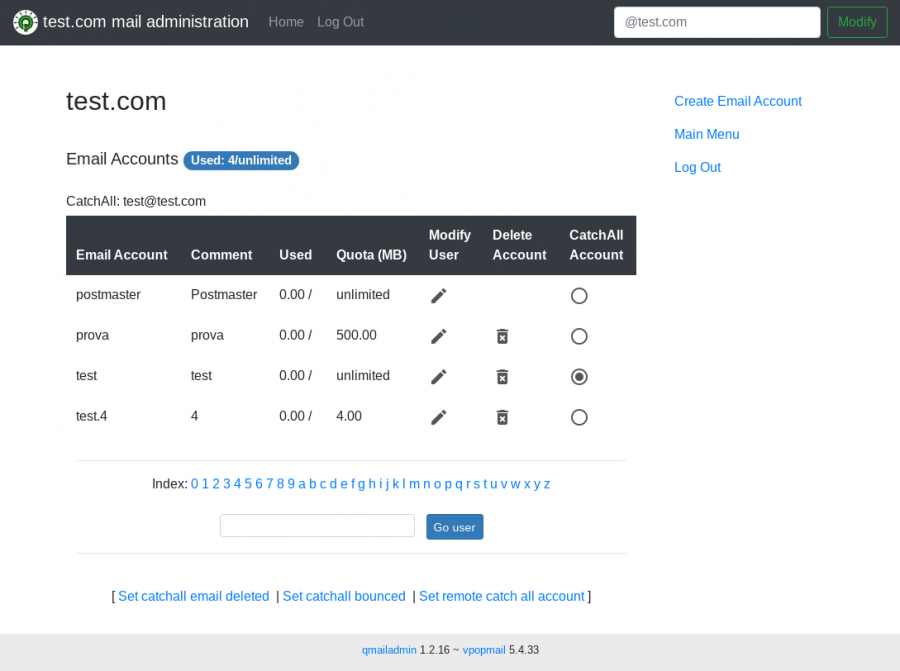 test.com mail administration Home Log Out @test.com Modify
test.com
Create Email Account
Main Menu
Log Out
Email Accounts Used: 4/unlimited
CatchAll: test@test.com
Email Account Comment Used Quota (MB) Modify User Delete Account CatchAll Account
postmaster Postmaster 0.00 / unlimited
prova prova 0.00 / 500.00
test test 0.00 / unlimited
test.4 4 0.00 / 4.00
Index: 0 1 2 3 4 5 6 7 8 9 a b c d e f g h i j k l m n o p q r s t u v w x y z
Go user
[ Set catchall email deleted | Set catchall bounced | Set remote catch all account ]
qmailadmin 1.2.16 ~ vpopmail 5.4.33